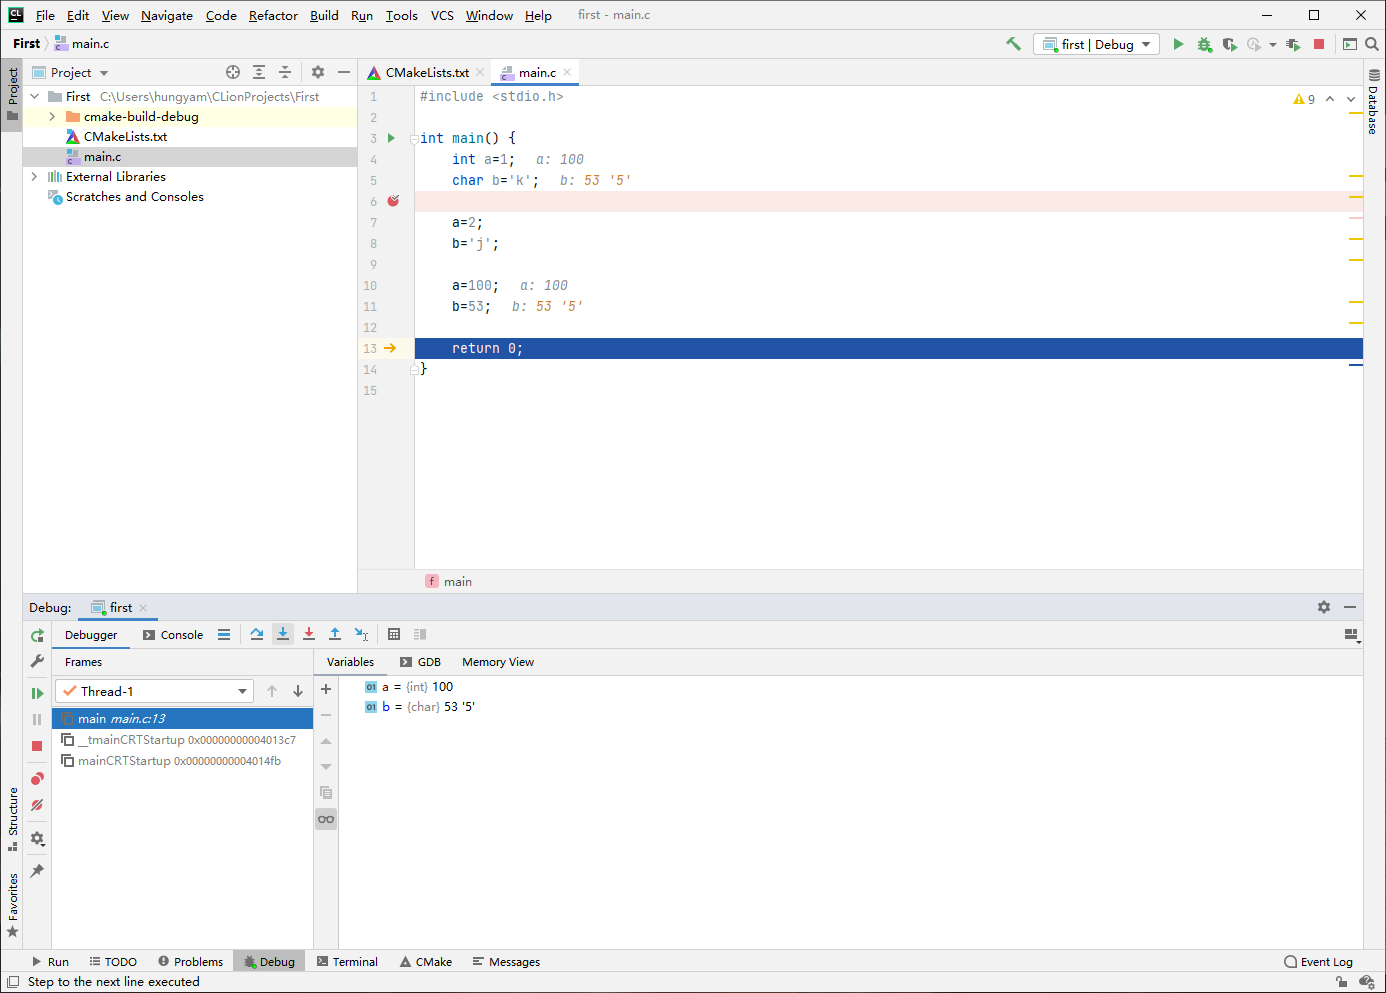 CL File Edit View Navigate Code Refactor Build Run Tools VCS Window Help first - main.c
First main.c first | Debug
Project CMakeLists.txt main.c
First C:\Users\hungyam\CLionProjects\First
cmake-build-debug
CMakeLists.txt
main.c
External Libraries
Scratches and Consoles
Project
Structure
Favorites
1 #include <stdio.h> 9
2
3 int main() {
4 int a=1; a: 100
5 char b='k'; b: 53 '5'
6
7 a=2;
8 b='j';
9
10 a=100; a: 100
11 b=53; b: 53 '5'
12
13 return 0;
14 }
15
Database
f main
Debug: first
Debugger Console
Frames Variables GDB Memory View
Thread-1
main main.c:13
__tmainCRTStartup 0x00000000004013c7
mainCRTStartup 0x00000000004014fb
01 a = {int} 100
01 b = {char} 53 '5'
Run TODO Problems Debug Terminal CMake Messages Event Log
Step to the next line executed